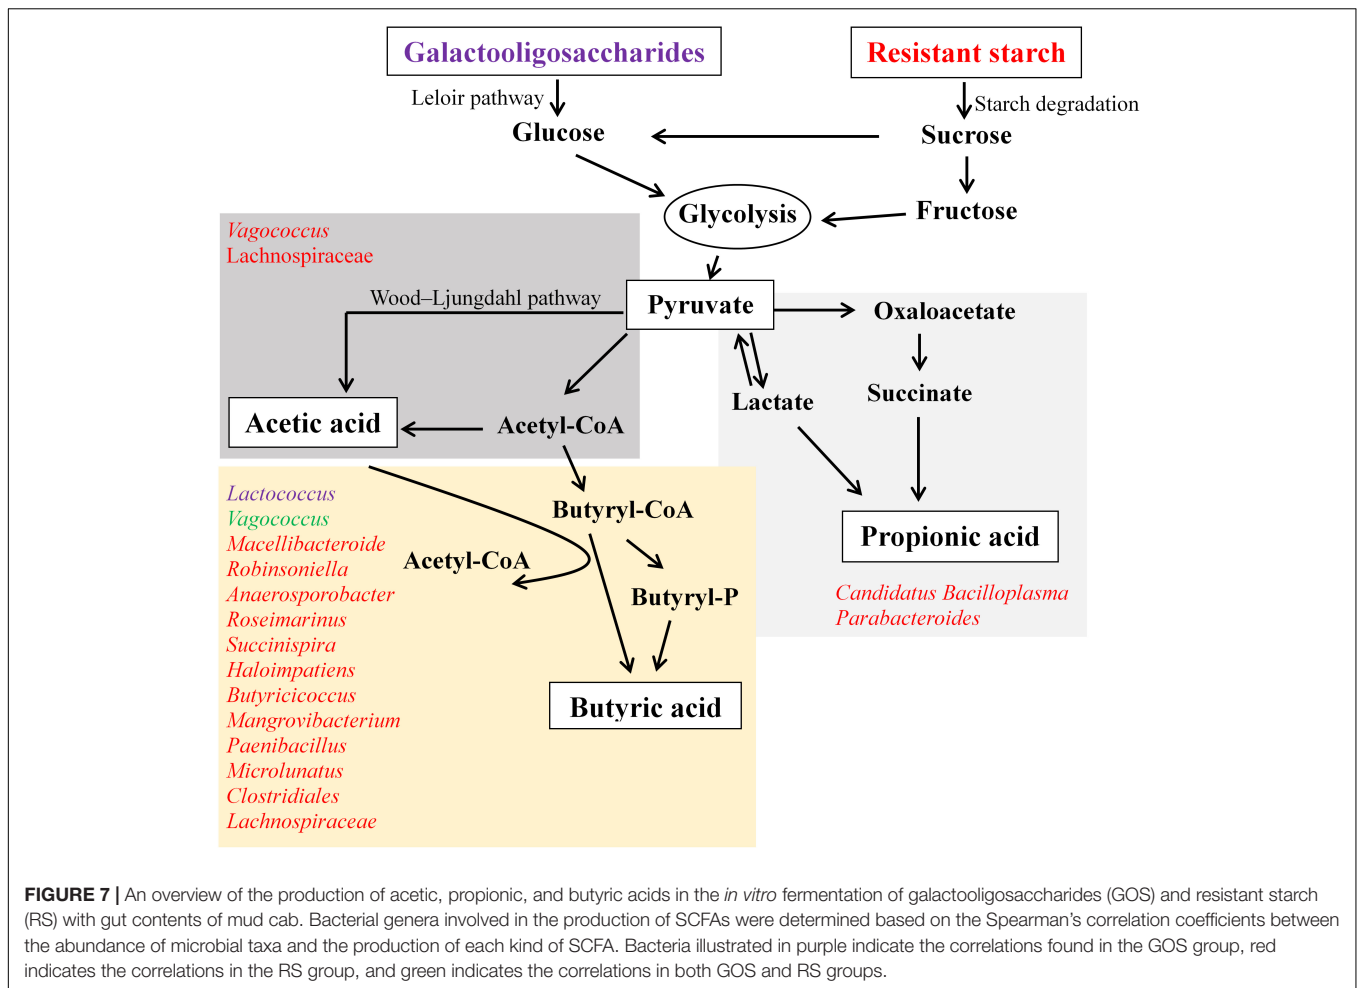 Galactooligosaccharides
Resistant starch
Leloir pathway
Starch degradation
Glucose
Sucrose
Glycolysis
Fructose
Vagococcus
Lachnospiraceae
Wood–Ljungdahl pathway
Pyruvate
Oxaloacetate
Lactate
Succinate
Acetic acid
Acetyl-CoA
Propionic acid
Candidatus Bacilloplasma
Parabacteroides
Lactococcus
Vagococcus
Macellibacteroide
Robinsoniella
Anaerosporobacter
Roseimarinus
Succinispira
Haloimpatiens
Butyricicoccus
Mangrovibacterium
Paenibacillus
Microlunatus
Clostridiales
Lachnospiraceae
Butyryl-CoA
Acetyl-CoA
Butyryl-P
Butyric acid
FIGURE 7 | An overview of the production of acetic, propionic, and butyric acids in the in vitro fermentation of galactooligosaccharides (GOS) and resistant starch
(RS) with gut contents of mud cab. Bacterial genera involved in the production of SCFAs were determined based on the Spearman's correlation coefficients between
the abundance of microbial taxa and the production of each kind of SCFA. Bacteria illustrated in purple indicate the correlations found in the GOS group, red
indicates the correlations in the RS group, and green indicates the correlations in both GOS and RS groups.